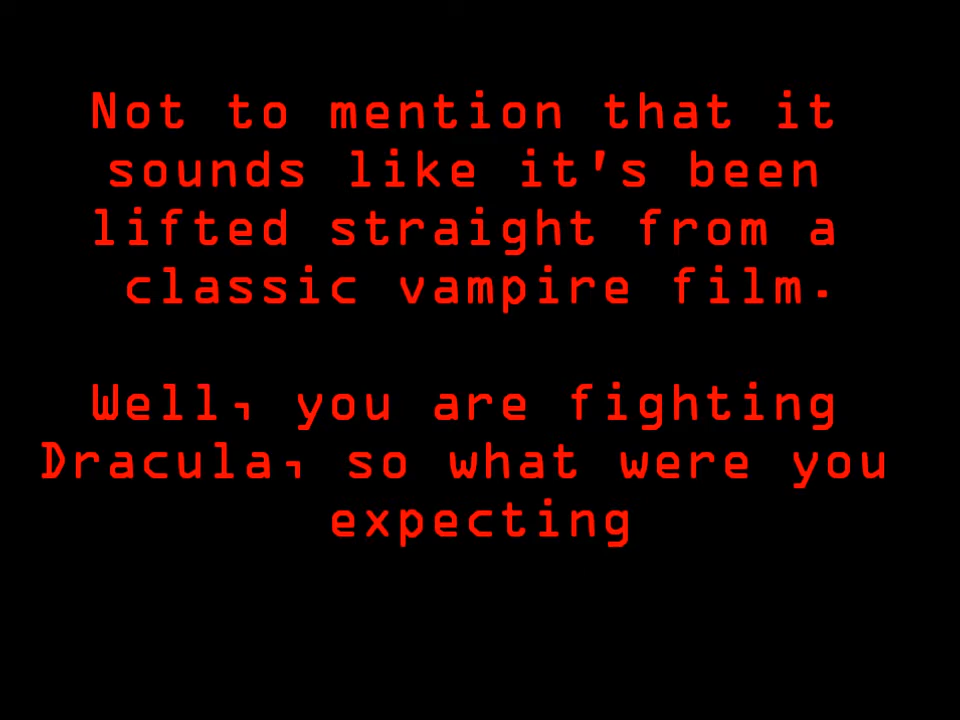 Not to mention that it
sounds like it's been
lifted straight from a
classic vampire film.
Well, you are fighting
Dracula, so what were you
expecting